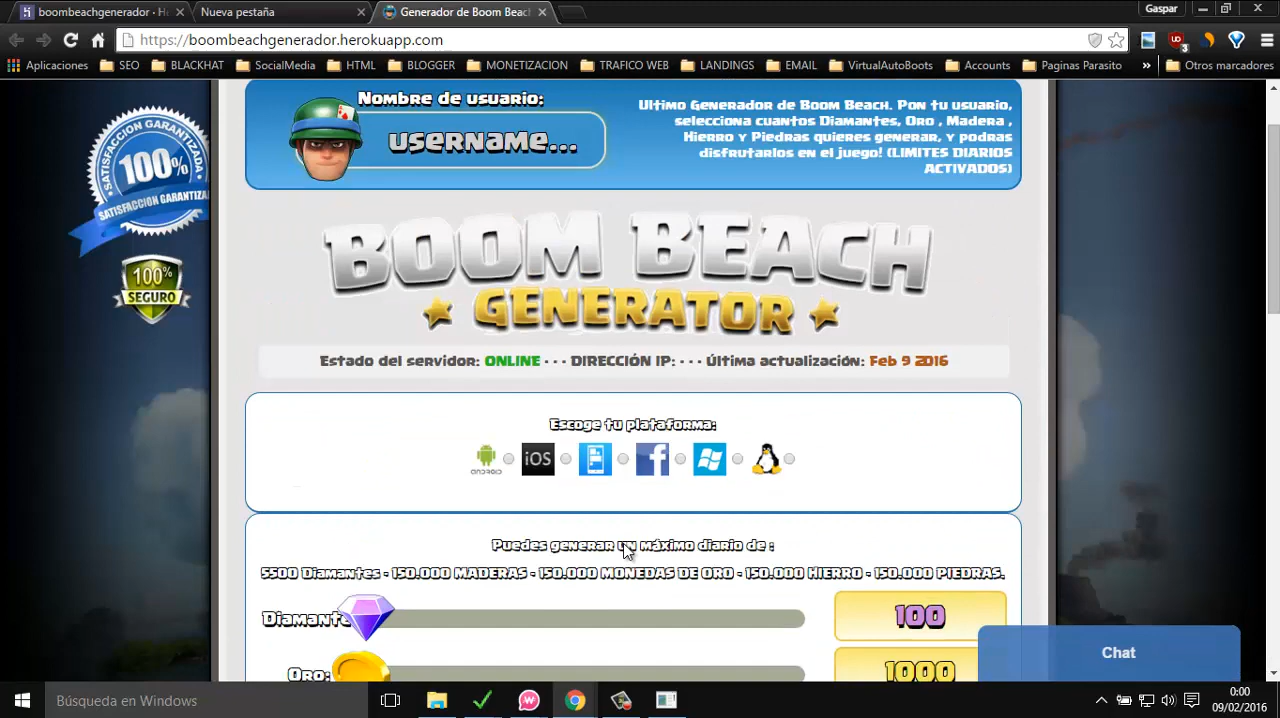 boombeachgenerador · H
Nueva pestaña
Generador de Boom Beac
Gaspar
https://boombeachgenerador.herokuapp.com
3
Aplicaciones
SEO
BLACKHAT
SocialMedia
HTML
BLOGGER
MONETIZACION
TRAFICO WEB
LANDINGS
EMAIL
VirtualAutoBoots
Accounts
Paginas Parasito
»
Otros marcadores
SATISFACCION GARANTIZADA
100%
SATISFACCION GARANTIZA
100%
SEGURO
Nombre de usuario:
username...
Ultimo Generador de Boom Beach. Pon tu usuario,
selecciona cuantos Diamantes, Oro , Madera ,
Hierro y Piedras quieres generar, y podras
disfrutarlos en el juego! (LIMITES DIARIOS
ACTIVADOS)
BOOM BEACH
GENERATOR
Estado del servidor: ONLINE · · · DIRECCIÓN IP: · · · Última actualización: Feb 9 2016
Escoge tu plataforma:
android
iOS
Puedes generar un máximo diario de :
5500 Diamantes - 150.000 MADERAS - 150.000 MONEDAS DE ORO - 150.000 HIERRO - 150.000 PIEDRAS.
Diamante
100
Oro:
1000
Chat
Búsqueda en Windows
0:00
09/02/2016